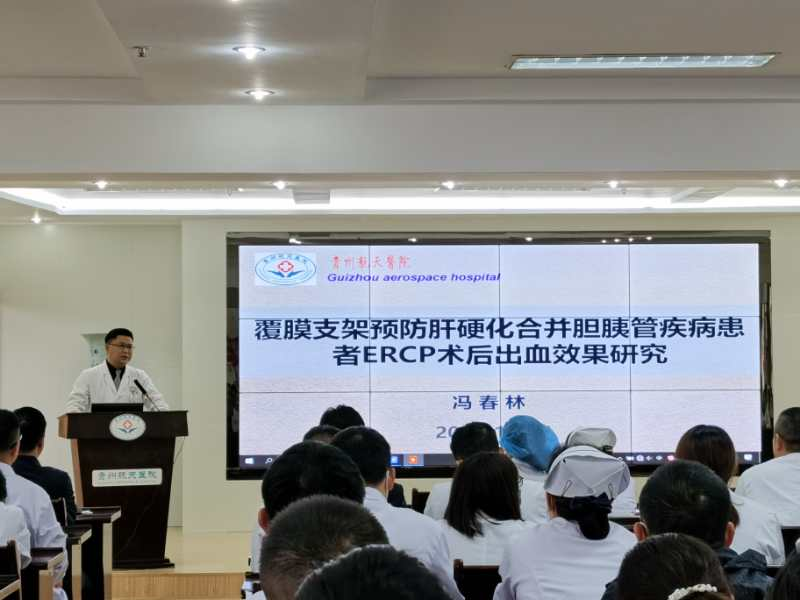 贵州航天醫院
Guizhou aerospace hospital
覆膜支架预防肝硬化合并胆胰管疾病患
者ERCP术后出血效果研究
冯春林
贵州航天医院